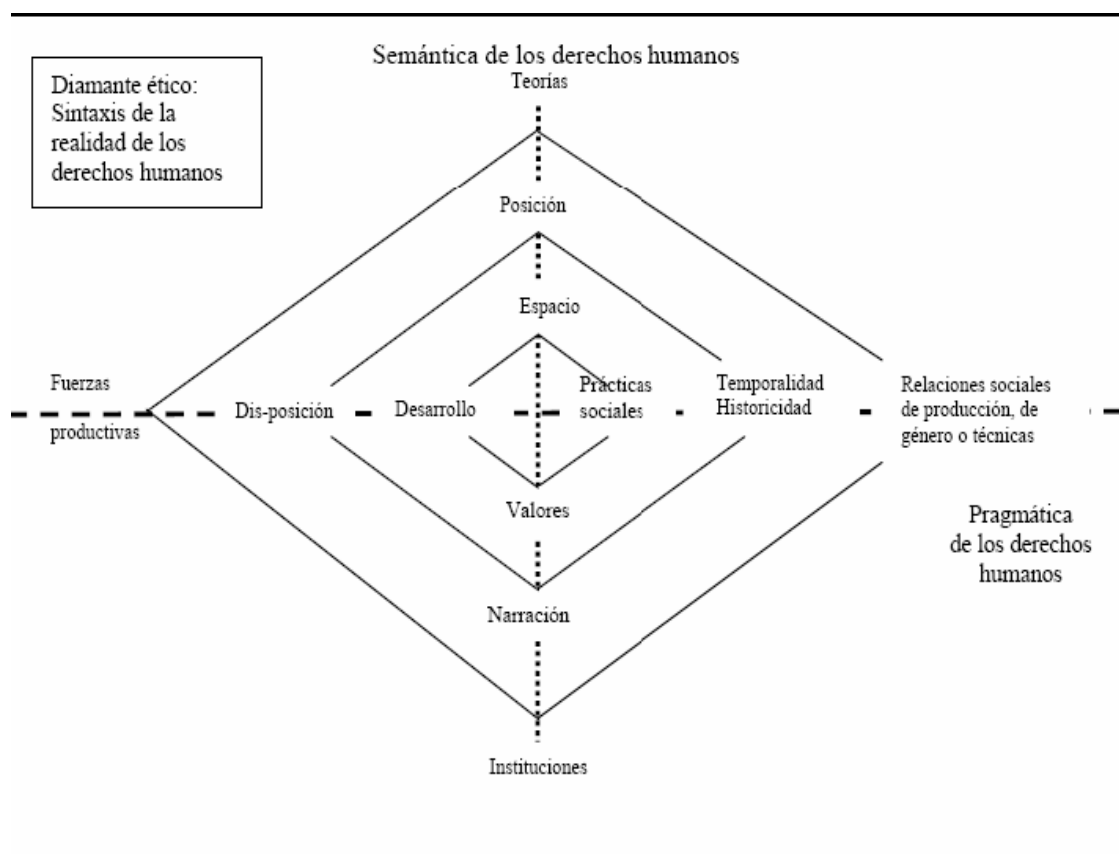 Semántica de los derechos humanos
Teorías
Diamante ético:
Sintaxis de la
realidad de los
derechos humanos
Posición
Espacio
Fuerzas
productivas
Dis-posición
Desarrollo
Prácticas
sociales
Temporalidad
Historicidad
Relaciones sociales
de producción, de
género o técnicas
Valores
Pragmática
de los derechos
humanos
Narración
Instituciones